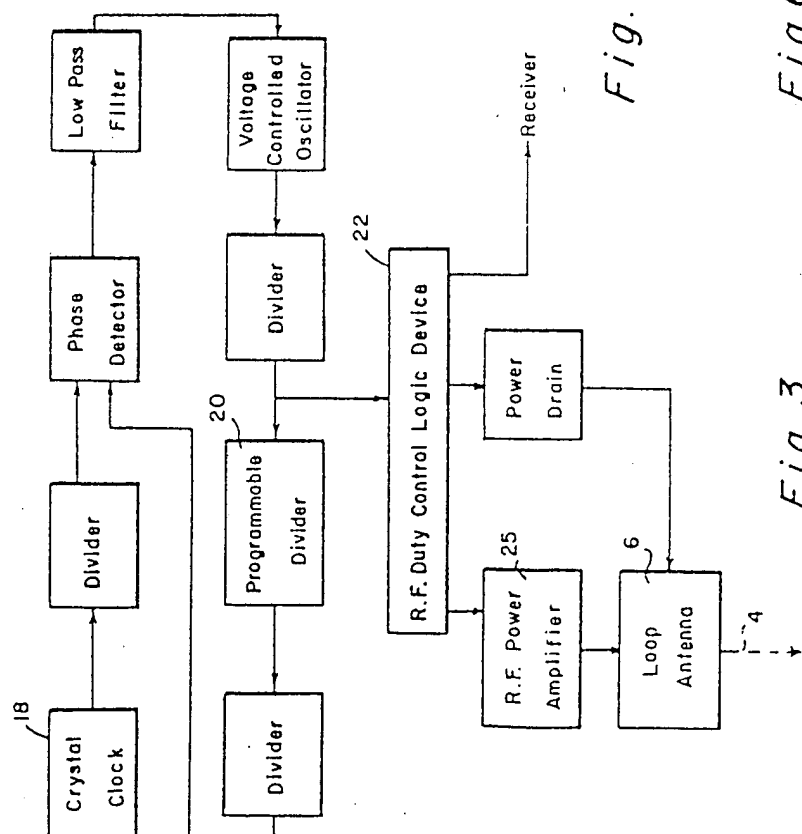 18
Crystal
Clock
Divider
Phase
Detector
Low Pass
Filter
Voltage
Controlled
Oscillator
Divider
20
Programmable
Divider
Divider
22
R.F. Duty Control Logic Device
Receiver
Power
Drain
25
R.F. Power
Amplifier
6
Loop
Antenna
4
Fig. 3
Fig.
Fig.